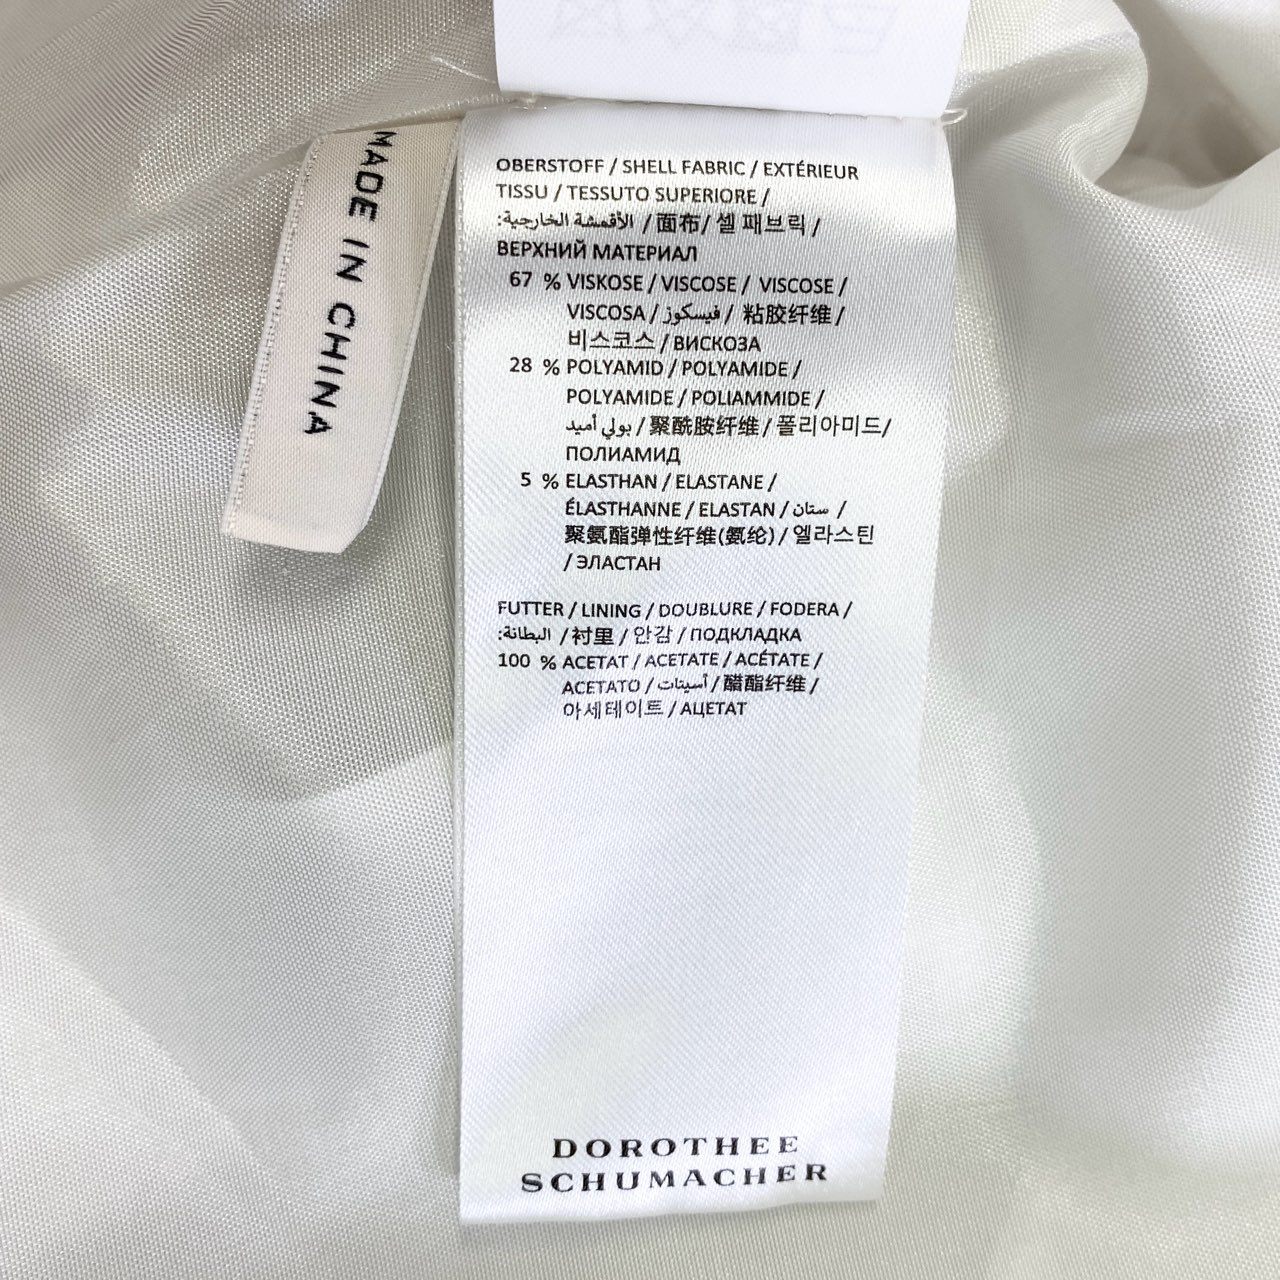 MADE IN CHINA
OBERSTOFF / SHELL FABRIC / EXTÉRIEUR
TISSU / TESSUTO SUPERIORE /
الأقمشة الخارجية: / 面布 / 셀 패브릭 /
ВЕРХНИЙ МАТЕРИАЛ
67 % VISKOSE / VISCOSE / VISCOSE /
VISCOSA / فيسكوز / 粘胶纤维 /
비스코스 / ВИСКОЗА
28 % POLYAMID / POLYAMIDE /
POLYAMIDE / POLIAMMIDE /
بولي أميد / 聚酰胺纤维 / 폴리아미드 /
ПОЛИАМИД
5 % ELASTHAN / ELASTANE /
ÉLASTHANNE / ELASTAN / ستان /
聚氨酯弹性纤维(氨纶) / 엘라스틴
/ ЭЛАСТАН
FUTTER / LINING / DOUBLURE / FODERA /
البطانة: / 衬里 / 안감 / ПОДКЛАДКА
100 % ACETAT / ACETATE / ACÉTATE /
ACETATO / أسيتات / 醋酯纤维 /
아세테이트 / АЦЕТАТ
DOROTHEE
SCHUMACHER